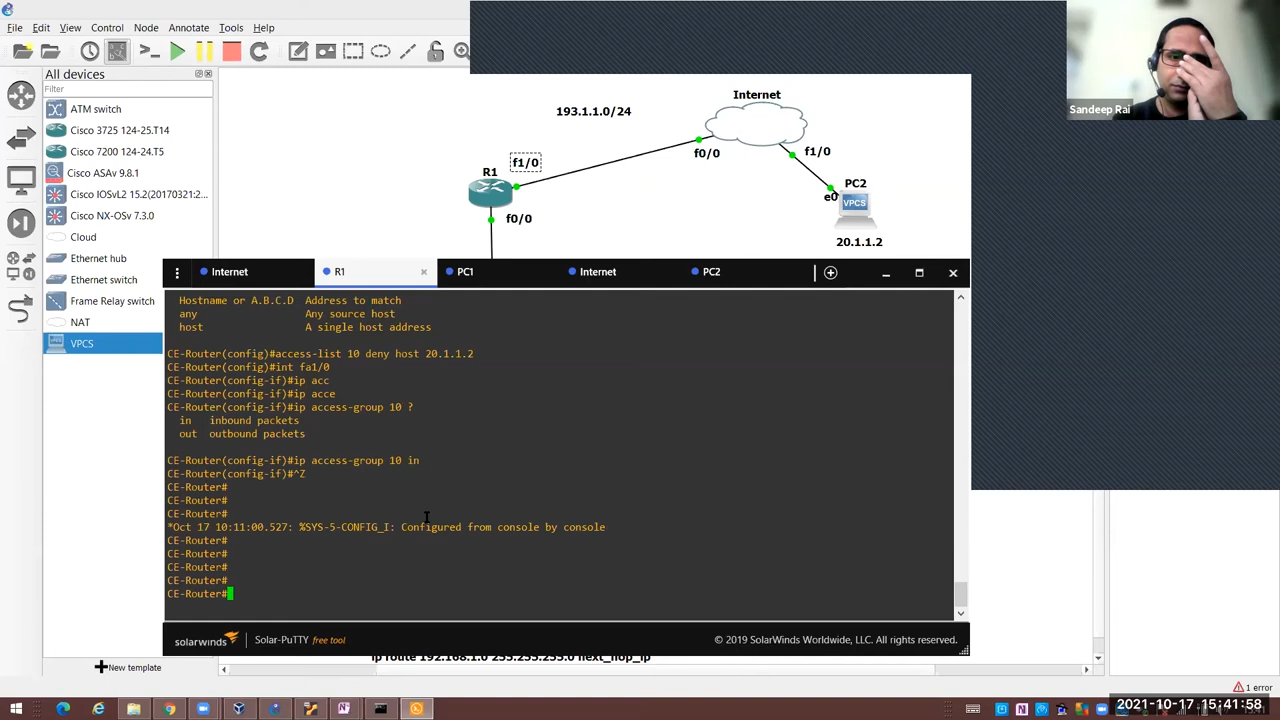 File Edit View Control Node Annotate Tools Help
All devices
Filter
ATM switch
Cisco 3725 124-25.T14
Cisco 7200 124-24.T5
Cisco ASAv 9.8.1
Cisco IOSvL2 15.2(20170321:2
Cisco NX-OSv 7.3.0
Cloud
Ethernet hub
Ethernet switch
Frame Relay switch
NAT
VPCS
New template
193.1.1.0/24
Internet
f0/0
f1/0
R1
f1/0
f0/0
PC2
e0
VPCS
20.1.1.2
Sandeep Rai
Internet
R1
PC1
Internet
PC2
Hostname or A.B.C.D  Address to match
any                  Any source host
host                 A single host address
CE-Router(config)#access-list 10 deny host 20.1.1.2
CE-Router(config)#int fa1/0
CE-Router(config-if)#ip acc
CE-Router(config-if)#ip acce
CE-Router(config-if)#ip access-group 10 ?
in   inbound packets
out  outbound packets
CE-Router(config-if)#ip access-group 10 in
CE-Router(config-if)#^Z
CE-Router#
CE-Router#
CE-Router#
*Oct 17 10:11:00.527: %SYS-5-CONFIG_I: Configured from console by console
CE-Router#
CE-Router#
CE-Router#
CE-Router#
CE-Router#
solarwinds Solar-PuTTY free tool
© 2019 SolarWinds Worldwide, LLC. All rights reserved.
ip route 192.168.1.0 255.255.255.0 next_hop_ip
1 error
2021-10-17 15:41:58